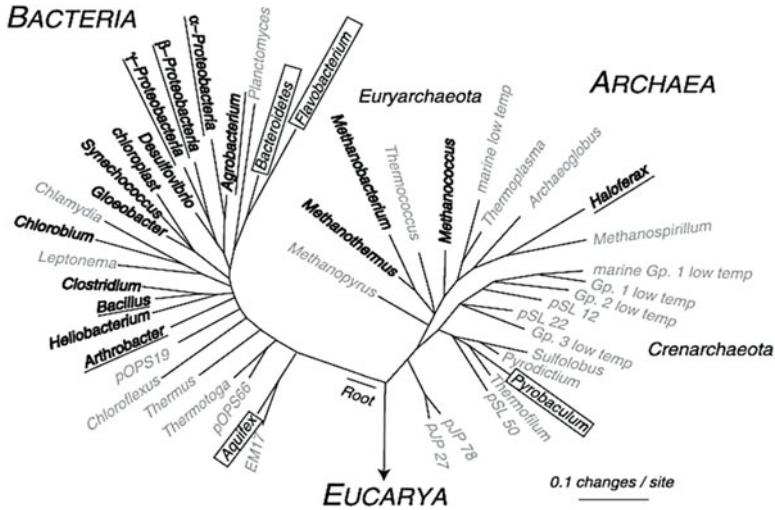 BACTERIA
α-Proteobacteria
β-Proteobacteria
γ-Proteobacteria
Planctomyces
Flavobacterium
Bacteroidetes
Agrobacterium
Desulfovibrio
chloroplast
Synechococcus
Gloeobacter
Chlamydia
Chlorobium
Leptonema
Clostridium
Bacillus
Heliobacterium
Arthrobacter
pOPS19
Chloroflexus
Thermus
Thermotoga
pOPS66
Aquifex
EM17
Root
EUCARYA
ARCHAEA
Euryarchaeota
Methanopyrus
Methanothermus
Methanobacterium
Thermococcus
Methanococcus
marine low temp
Thermoplasma
Archaeoglobus
Haloferax
Methanospirillum
marine Gp. 1 low temp
Gp. 1 low temp
Gp. 2 low temp
pSL 12
pSL 22
Gp. 3 low temp
Sulfolobus
Pyrodictium
Pyrobaculum
Thermofilum
pSL 50
pJP 78
pJP 27
Crenarchaeota
0.1 changes / site